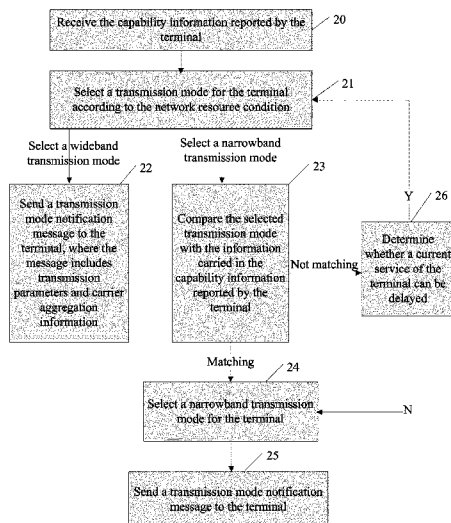 Receive the capability information reported by the
terminal
20
Select a transmission mode for the terminal
according to the network resource condition
21
Select a wideband
transmission mode
Select a narrowband
transmission mode
22
Send a transmission
mode notification
message to the
terminal, where the
message includes
transmission
parameters and carrier
aggregation
information
23
Compare the selected
transmission mode
with the information
carried in the
capability information
reported by the
terminal
Not matching
Y
26
Determine
whether a current
service of the
terminal can be
delayed
Matching
24
Select a narrowband transmission
mode for the terminal
N
25
Send a transmission mode notification
message to the terminal